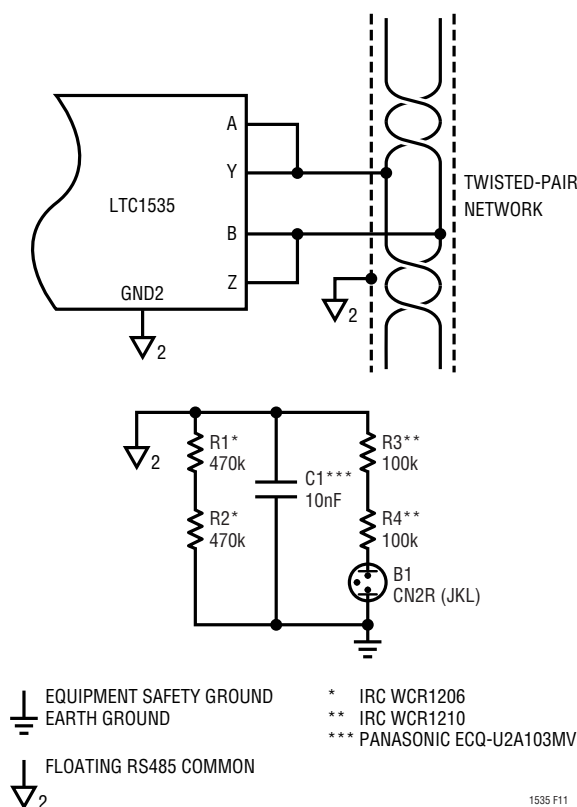 A
Y
LTC1535
B
Z
GND2
2
2
TWISTED-PAIR
NETWORK
2
R1*
470k
R2*
470k
C1***
10nF
R3**
100k
R4**
100k
B1
CN2R (JKL)
EQUIPMENT SAFETY GROUND
EARTH GROUND
2
FLOATING RS485 COMMON
* IRC WCR1206
** IRC WCR1210
*** PANASONIC ECQ-U2A103MV
1535 F11